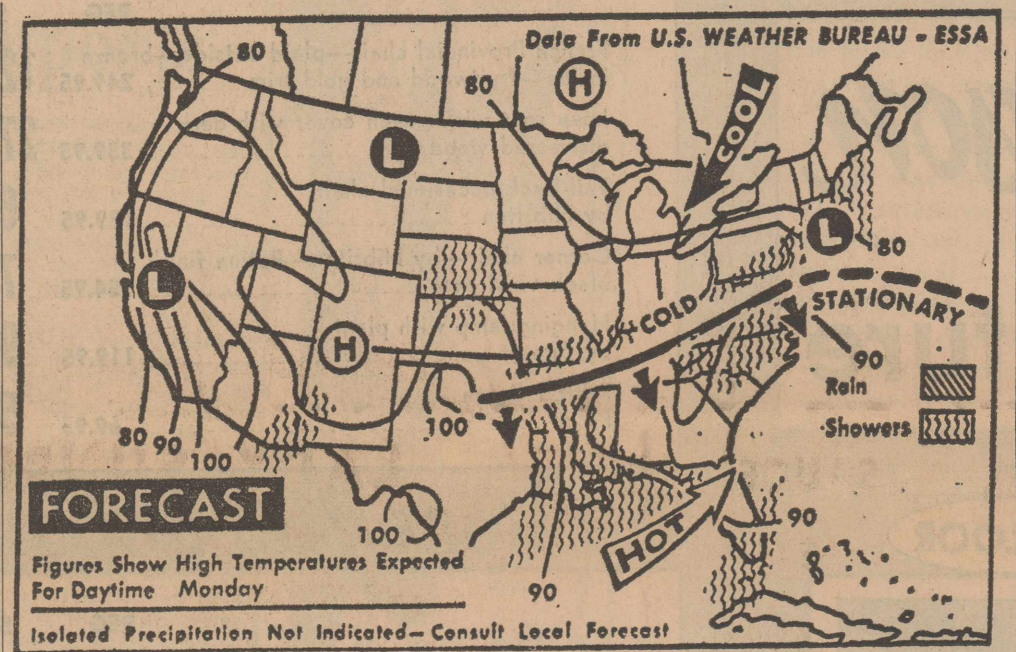 Data From U.S. WEATHER BUREAU - ESSA
80
80
H
COOL
L
L
80
L
COLD
STATIONARY
H
90
Rain
100
Showers
80 90 100
FORECAST
HOT
90
100
Figures Show High Temperatures Expected
For Daytime Monday
90
Isolated Precipitation Not Indicated— Consult Local Forecast